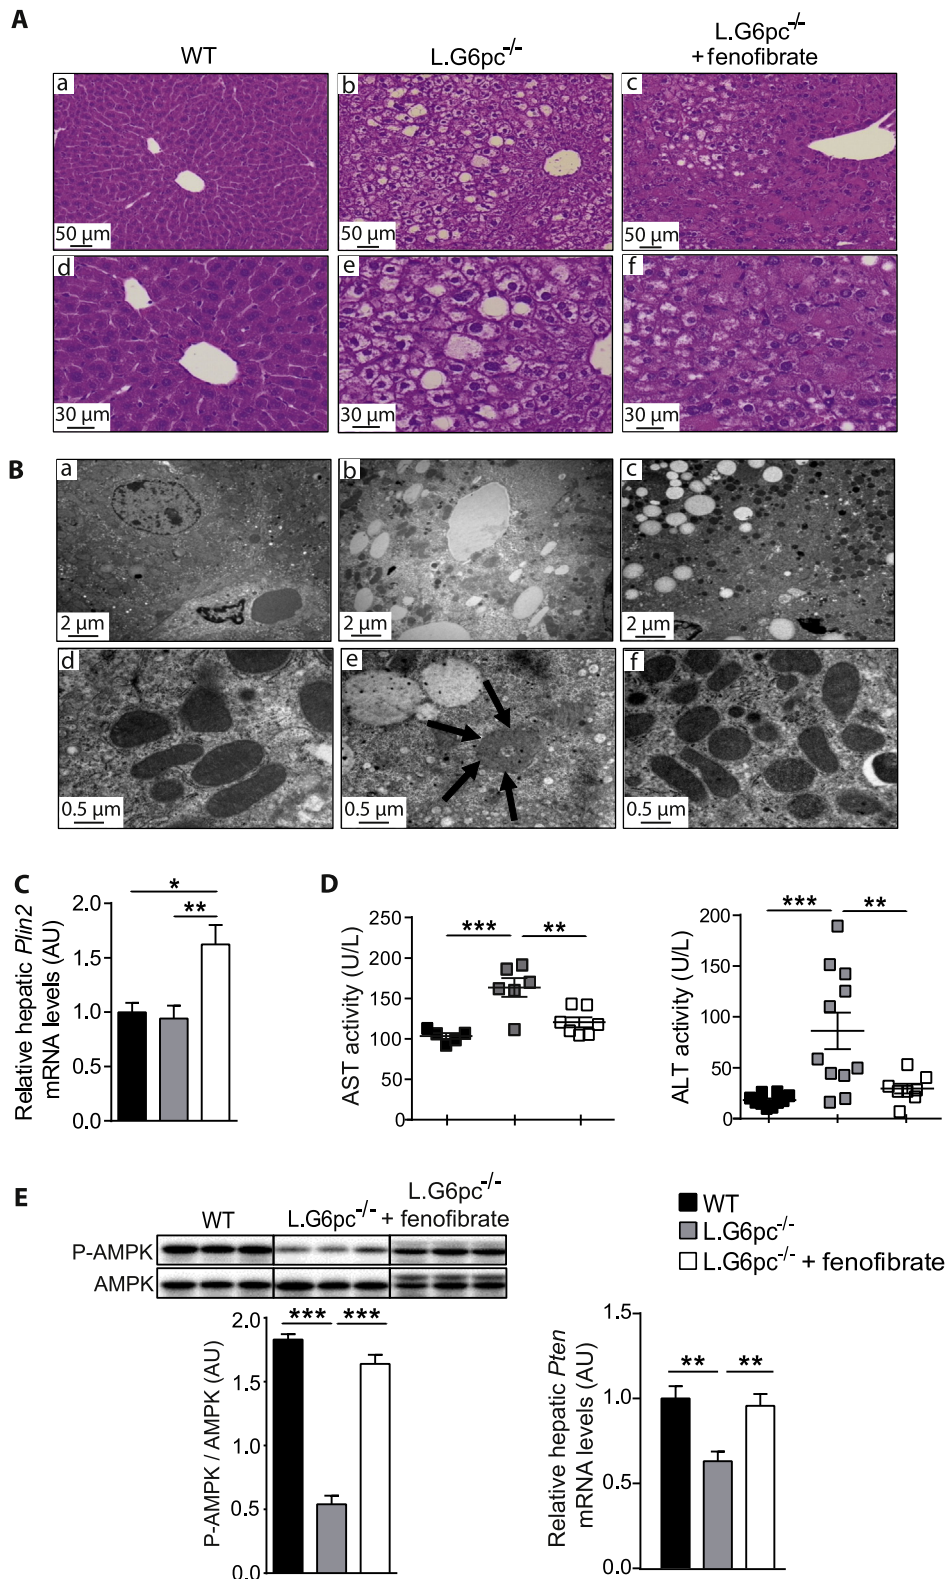 A
WT
L.G6pc-/-
L.G6pc-/-
+ fenofibrate
a
b
c
50 µm
50 µm
50 µm
d
e
f
30 µm
30 µm
30 µm
B
a
b
c
2 µm
2 µm
2 µm
d
e
f
0.5 µm
0.5 µm
0.5 µm
C
Relative hepatic Plin2
mRNA levels (AU)
2.0
1.5
1.0
0.5
0.0
*
**
D
AST activity (U/L)
250
200
150
100
50
0
***
**
ALT activity (U/L)
200
150
100
50
0
***
**
E
WT
L.G6pc-/-
L.G6pc-/-
+ fenofibrate
P-AMPK
AMPK
P-AMPK / AMPK (AU)
2.0
1.5
1.0
0.5
0.0
***
***
WT
L.G6pc-/-
L.G6pc-/- + fenofibrate
Relative hepatic Pten
mRNA levels (AU)
1.5
1.0
0.5
0.0
**
**